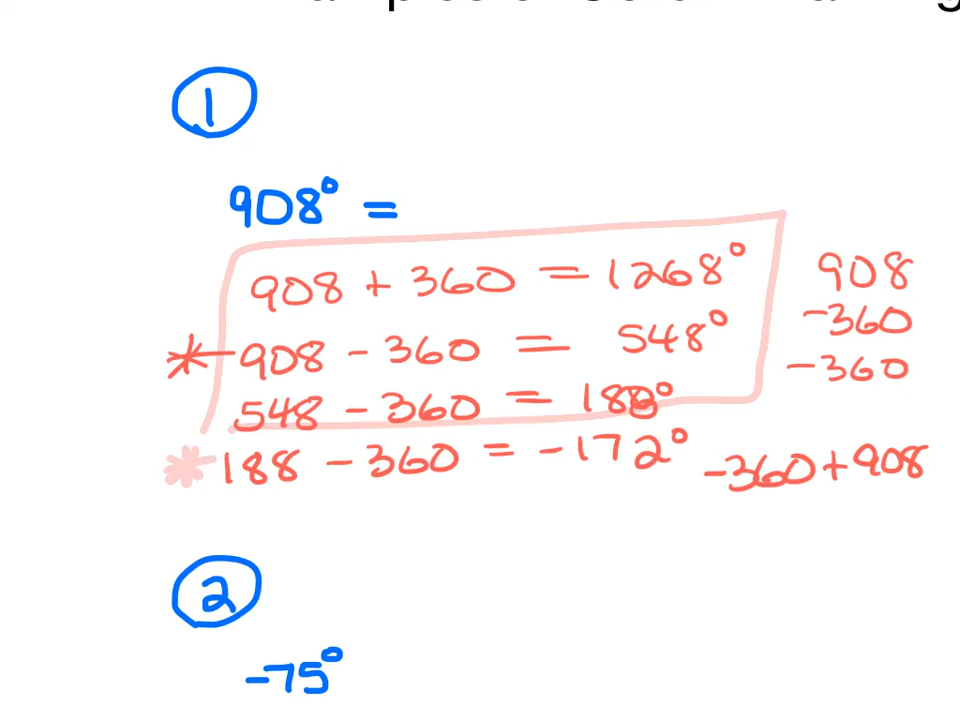 ①
908° =
908 + 360 = 1268°
908
* 908 - 360 = 548°
-360
-360
548 - 360 = 188°
* 188 - 360 = -172°
-360 + 908
②
-75°